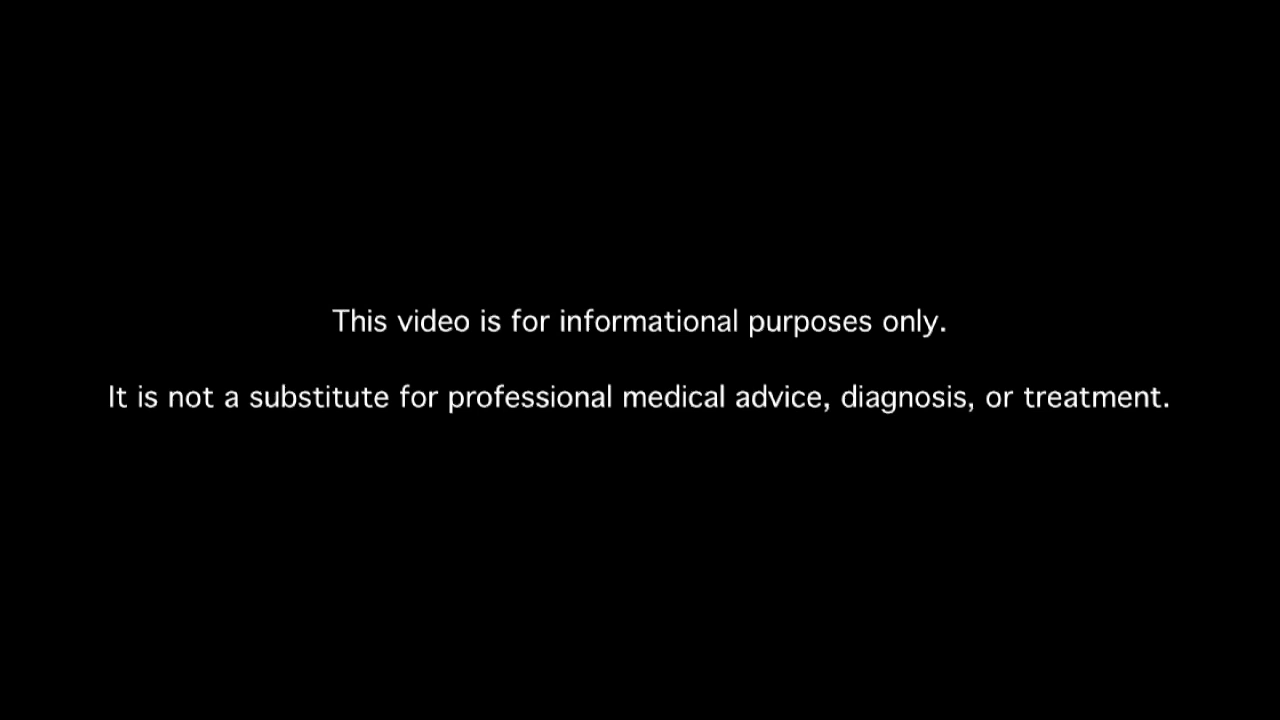 This video is for informational purposes only.
It is not a substitute for professional medical advice, diagnosis, or treatment.